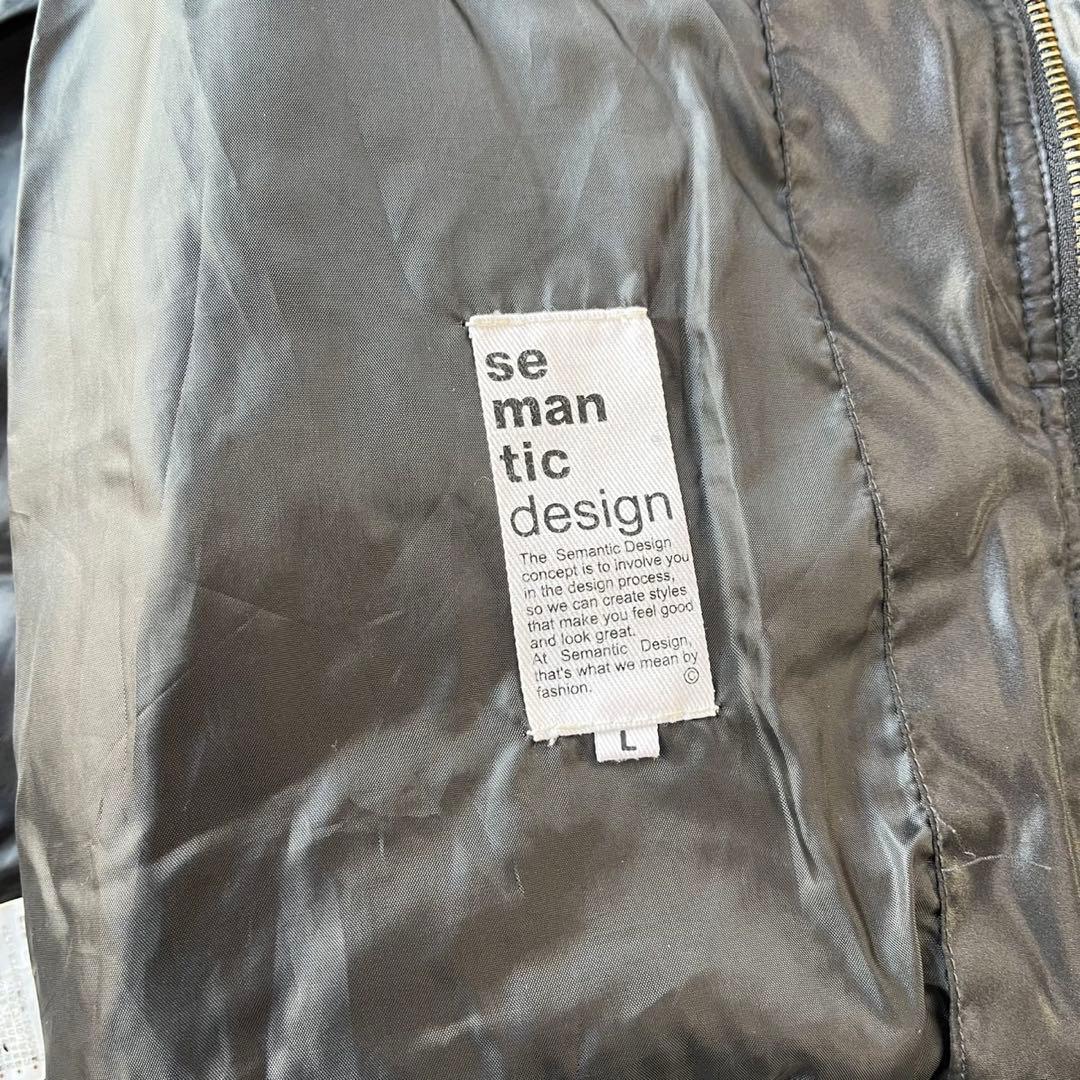 se
man
tic
design
The Semantic Design
concept is to involve you
in the design process,
so we can create styles
that make you feel good
and look great.
At Semantic Design,
that's what we mean by
fashion. ©
L